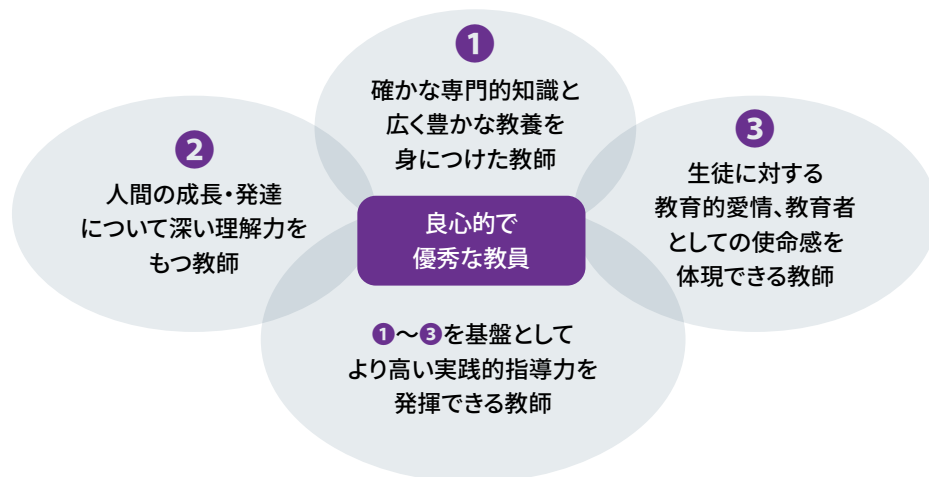 ❶
確かな専門的知識と
広く豊かな教養を
身につけた教師
❷
人間の成長・発達
について深い理解力を
もつ教師
❸
生徒に対する
教育的愛情、教育者
としての使命感を
体現できる教師
良心的で
優秀な教員
❶〜❸を基盤として
より高い実践的指導力を
発揮できる教師